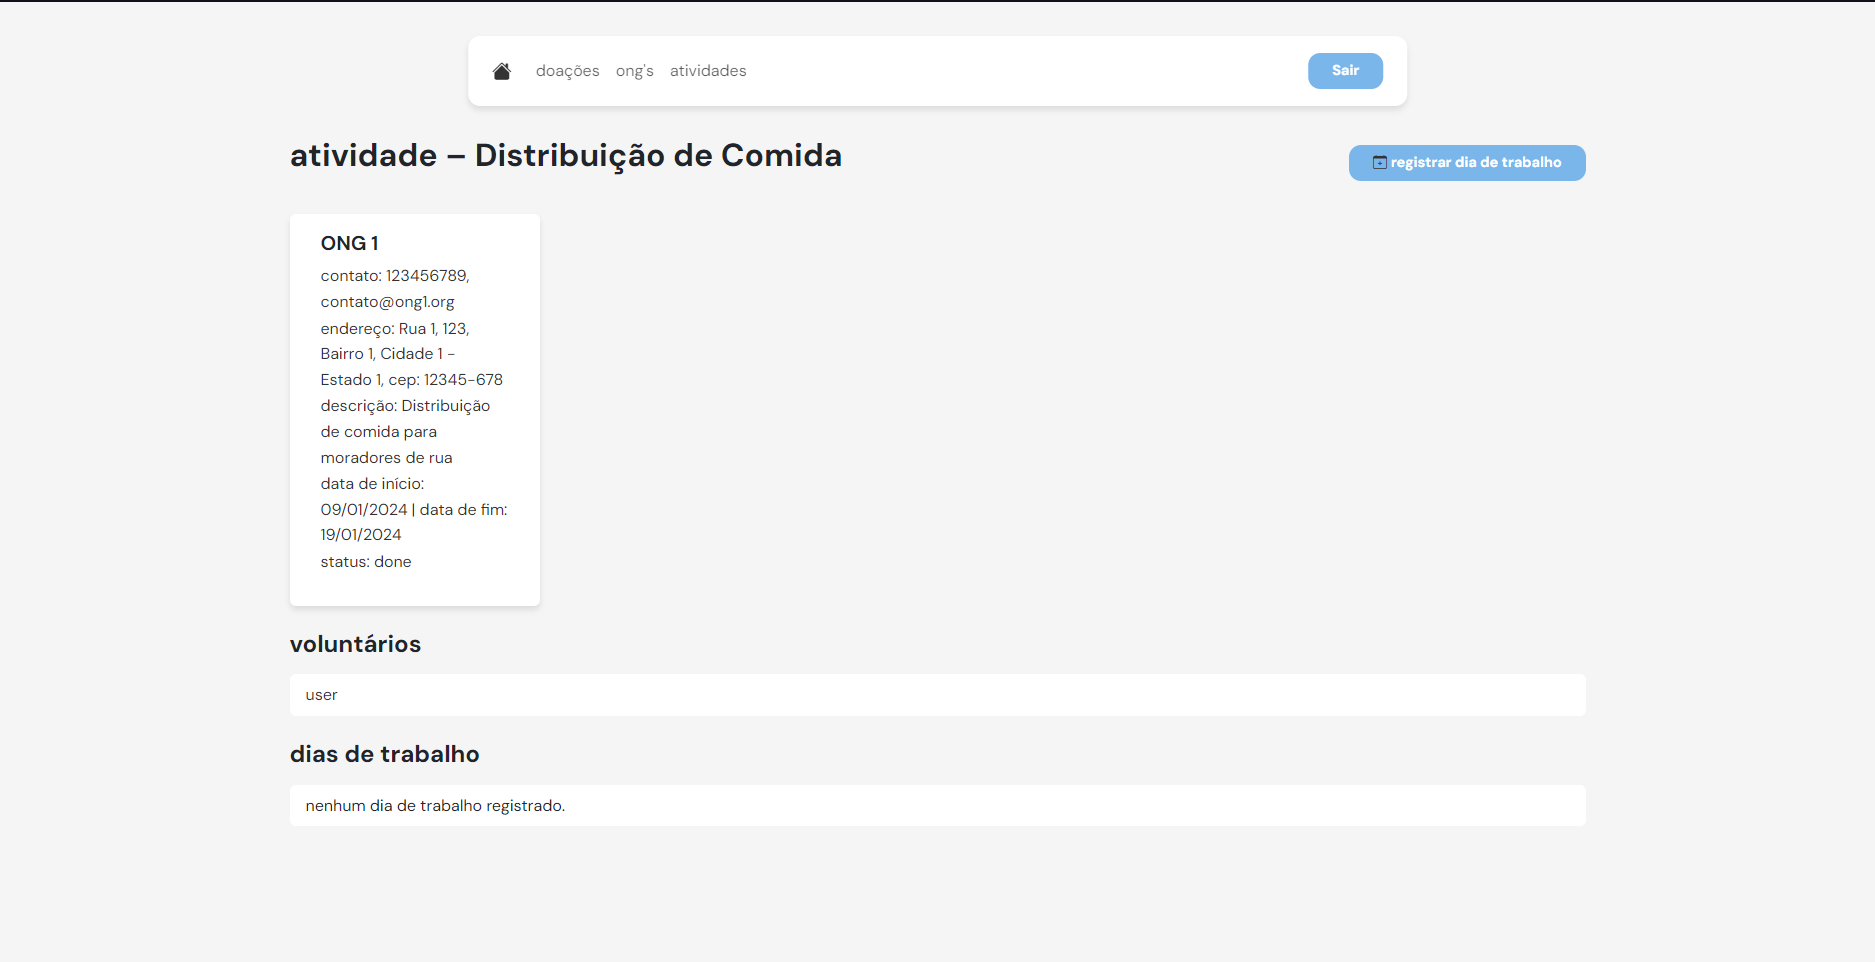 doações ong's atividades Sair
atividade – Distribuição de Comida
registrar dia de trabalho
ONG 1
contato: 123456789,
contato@ong1.org
endereço: Rua 1, 123,
Bairro 1, Cidade 1 -
Estado 1, cep: 12345-678
descrição: Distribuição
de comida para
moradores de rua
data de início:
09/01/2024 | data de fim:
19/01/2024
status: done
voluntários
user
dias de trabalho
nenhum dia de trabalho registrado.